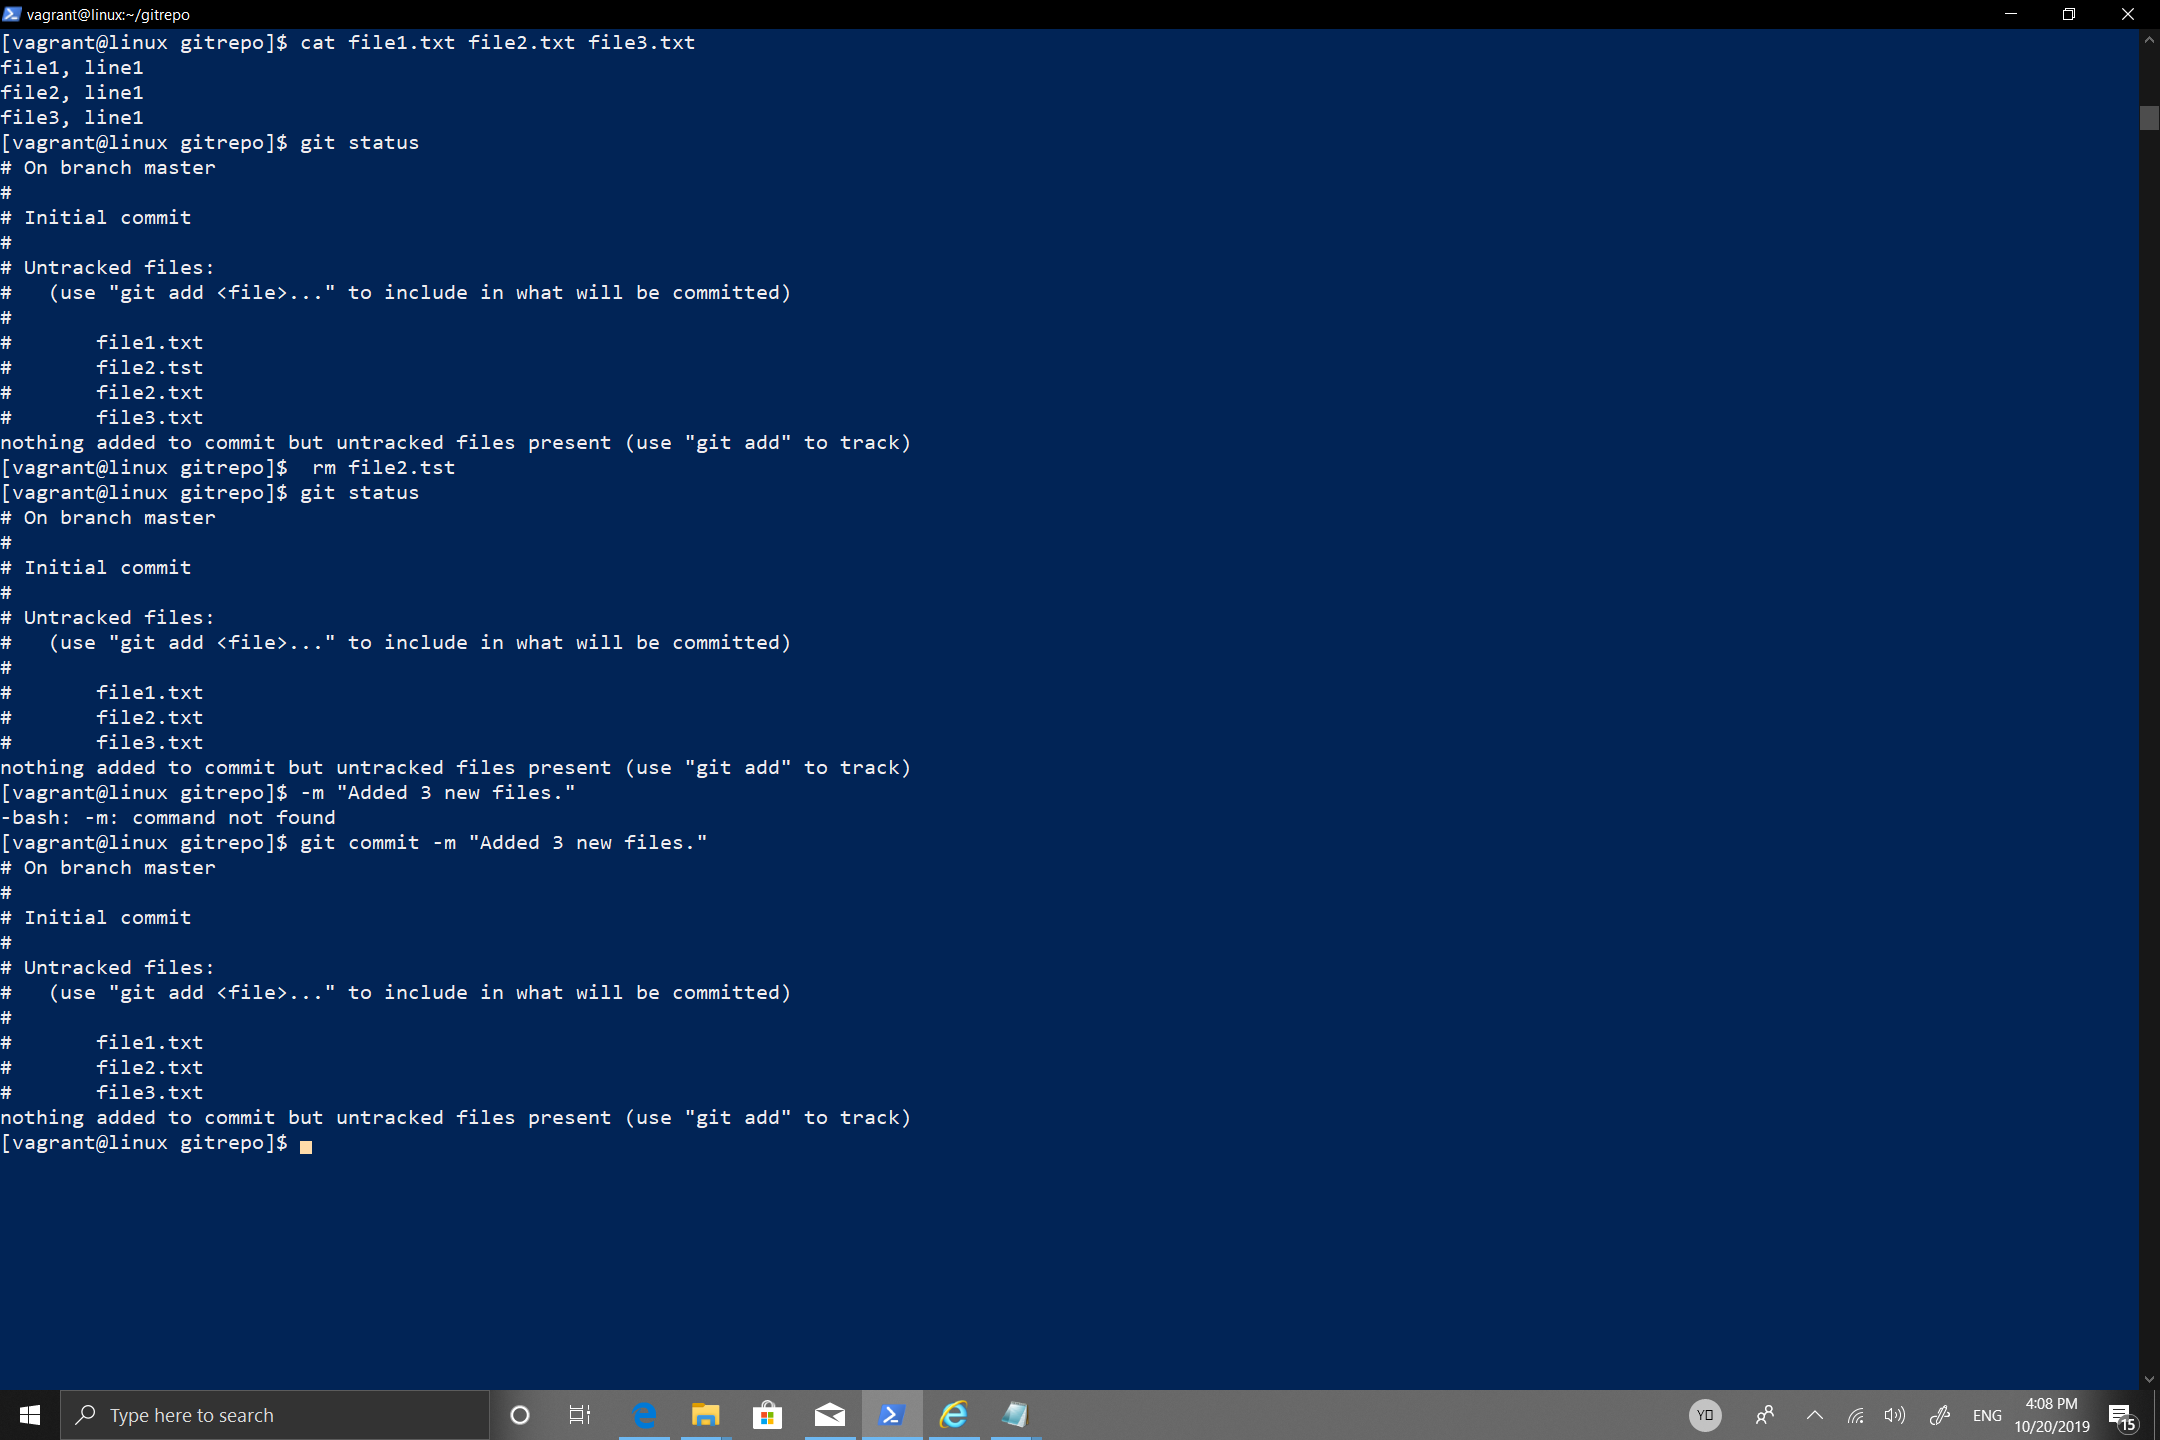 vagrant@linux:~/gitrepo
[vagrant@linux gitrepo]$ cat file1.txt file2.txt file3.txt
file1, line1
file2, line1
file3, line1
[vagrant@linux gitrepo]$ git status
# On branch master
#
# Initial commit
#
# Untracked files:
#   (use "git add <file>..." to include in what will be committed)
#
#       file1.txt
#       file2.tst
#       file2.txt
#       file3.txt
nothing added to commit but untracked files present (use "git add" to track)
[vagrant@linux gitrepo]$  rm file2.tst
[vagrant@linux gitrepo]$ git status
# On branch master
#
# Initial commit
#
# Untracked files:
#   (use "git add <file>..." to include in what will be committed)
#
#       file1.txt
#       file2.txt
#       file3.txt
nothing added to commit but untracked files present (use "git add" to track)
[vagrant@linux gitrepo]$ -m "Added 3 new files."
-bash: -m: command not found
[vagrant@linux gitrepo]$ git commit -m "Added 3 new files."
# On branch master
#
# Initial commit
#
# Untracked files:
#   (use "git add <file>..." to include in what will be committed)
#
#       file1.txt
#       file2.txt
#       file3.txt
nothing added to commit but untracked files present (use "git add" to track)
[vagrant@linux gitrepo]$
Type here to search
ENG
4:08 PM
10/20/2019
15